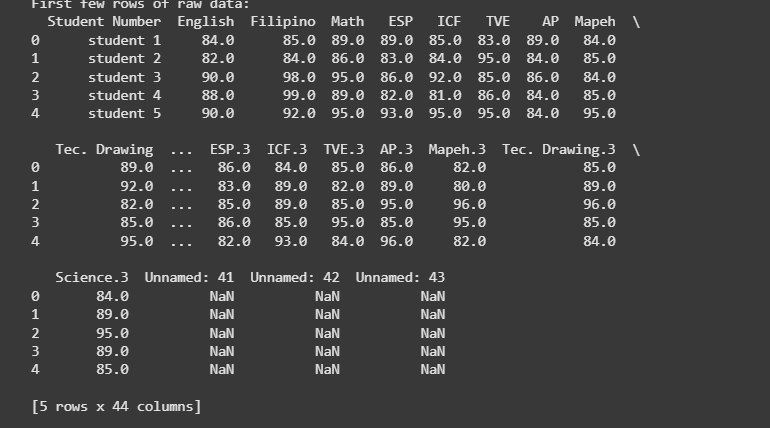 First few rows of raw data:
Student Number English Filipino Math ESP ICF TVE AP Mapeh \
0 student 1 84.0 85.0 89.0 89.0 85.0 83.0 89.0 84.0
1 student 2 82.0 84.0 86.0 83.0 84.0 95.0 84.0 85.0
2 student 3 90.0 98.0 95.0 86.0 92.0 85.0 86.0 84.0
3 student 4 88.0 99.0 89.0 82.0 81.0 86.0 84.0 85.0
4 student 5 90.0 92.0 95.0 93.0 95.0 95.0 84.0 95.0
Tec. Drawing ... ESP.3 ICF.3 TVE.3 AP.3 Mapeh.3 Tec. Drawing.3 \
0 89.0 ... 86.0 84.0 85.0 86.0 82.0 85.0
1 92.0 ... 83.0 89.0 82.0 89.0 80.0 89.0
2 82.0 ... 85.0 89.0 85.0 95.0 96.0 96.0
3 85.0 ... 86.0 85.0 95.0 85.0 95.0 85.0
4 95.0 ... 82.0 93.0 84.0 96.0 82.0 84.0
Science.3 Unnamed: 41 Unnamed: 42 Unnamed: 43
0 84.0 NaN NaN NaN
1 89.0 NaN NaN NaN
2 95.0 NaN NaN NaN
3 89.0 NaN NaN NaN
4 85.0 NaN NaN NaN
[5 rows x 44 columns]